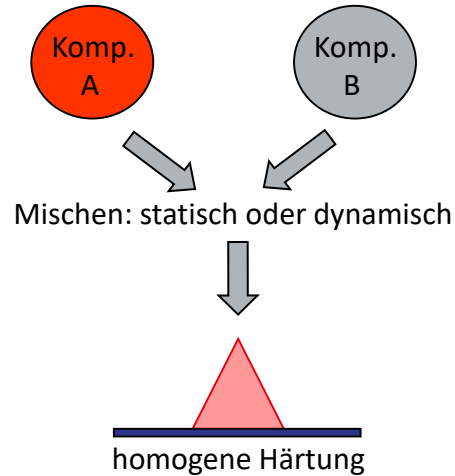 Komp.
A
Komp.
B
Mischen: statisch oder dynamisch
homogene Härtung